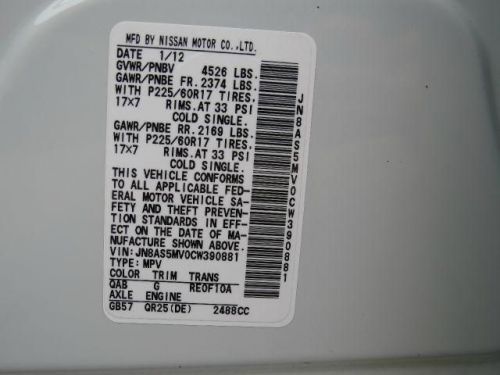 MFD BY NISSAN MOTOR CO.,LTD.
DATE 1/12
GVWR/PNBV 4526 LBS.
GAWR/PNBE FR. 2374 LBS.
WITH P225/60R17 TIRES,
17x7 RIMS.AT 33 PSI
COLD SINGLE.
GAWR/PNBE RR. 2169 LBS.
WITH P225/60R17 TIRES,
17x7 RIMS.AT 33 PSI
COLD SINGLE.
THIS VEHICLE CONFORMS
TO ALL APPLICABLE FED-
ERAL MOTOR VEHICLE SA-
FETY AND THEFT PREVEN-
TION STANDARDS IN EFF-
ECT ON THE DATE OF MA-
NUFACTURE SHOWN ABOVE.
VIN: JN8AS5MV0CW390881
TYPE: MPV
COLOR TRIM TRANS
QAB G RE0F10A
AXLE ENGINE
GB57 QR25(DE) 2488CC
JN8AS5MV0CW390881